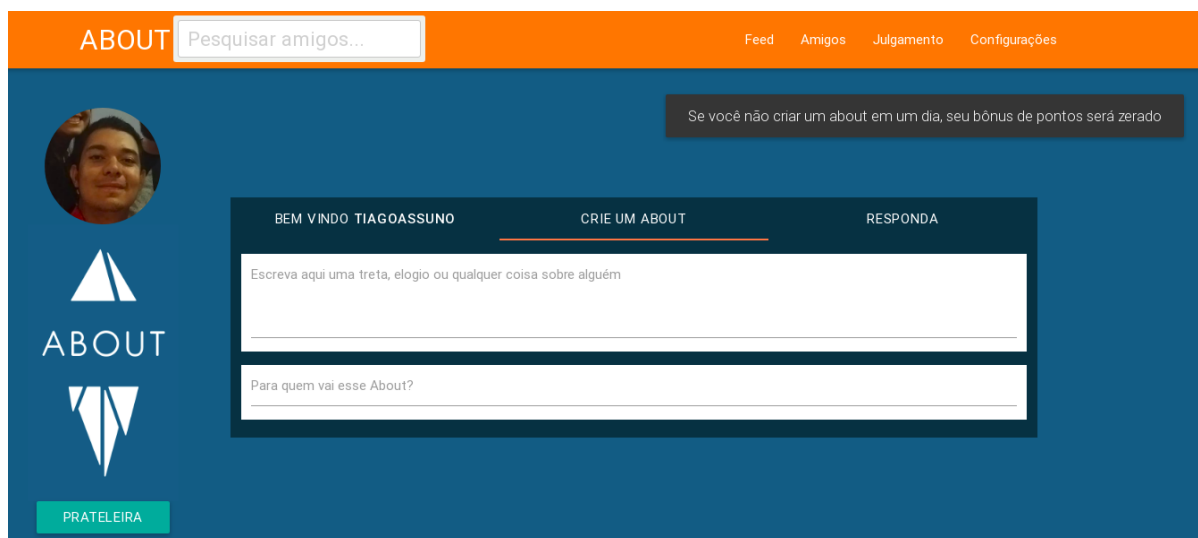 ABOUT
Pesquisar amigos...
Feed
Amigos
Julgamento
Configurações
Se você não criar um about em um dia, seu bônus de pontos será zerado
BEM VINDO TIAGOASSUNO
CRIE UM ABOUT
RESPONDA
Escreva aqui uma treta, elogio ou qualquer coisa sobre alguém
Para quem vai esse About?
ABOUT
PRATELEIRA